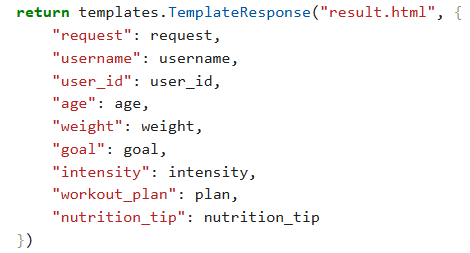 return templates.TemplateResponse("result.html", {
    "request": request,
    "username": username,
    "user_id": user_id,
    "age": age,
    "weight": weight,
    "goal": goal,
    "intensity": intensity,
    "workout_plan": plan,
    "nutrition_tip": nutrition_tip
})